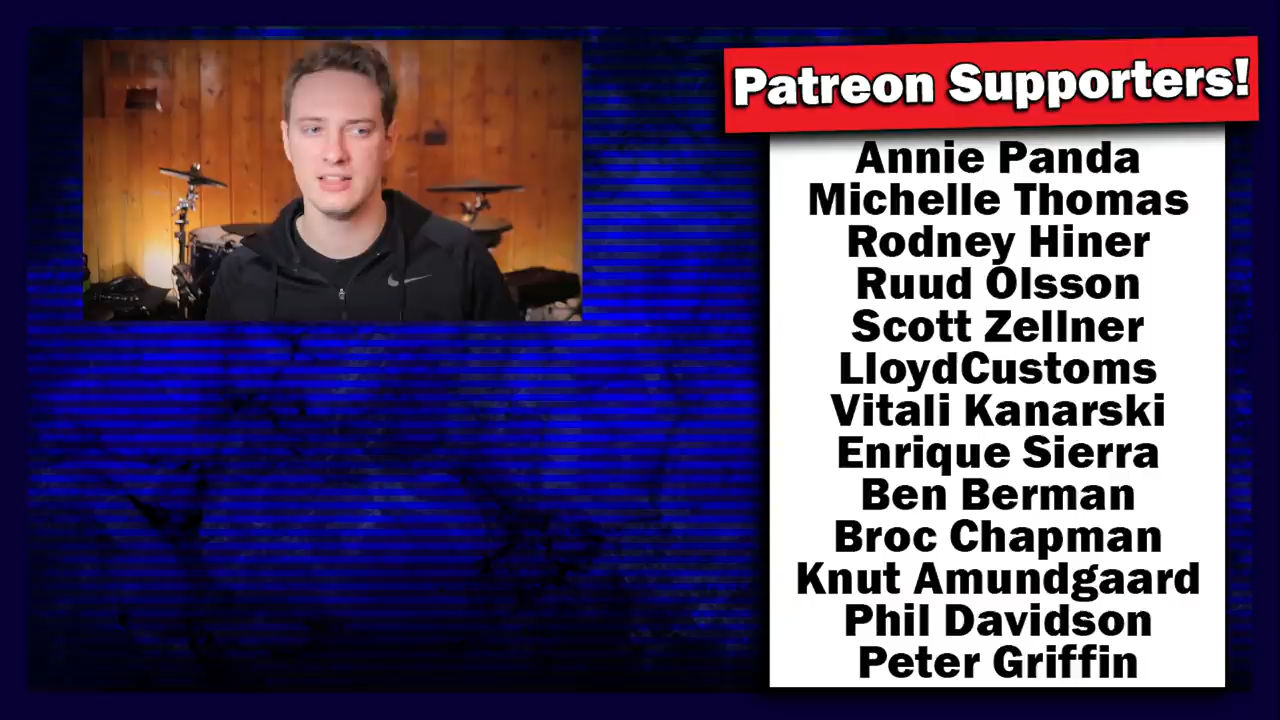 Patreon Supporters!
Annie Panda
Michelle Thomas
Rodney Hiner
Ruud Olsson
Scott Zellner
LloydCustoms
Vitali Kanarski
Enrique Sierra
Ben Berman
Broc Chapman
Knut Amundgaard
Phil Davidson
Peter Griffin